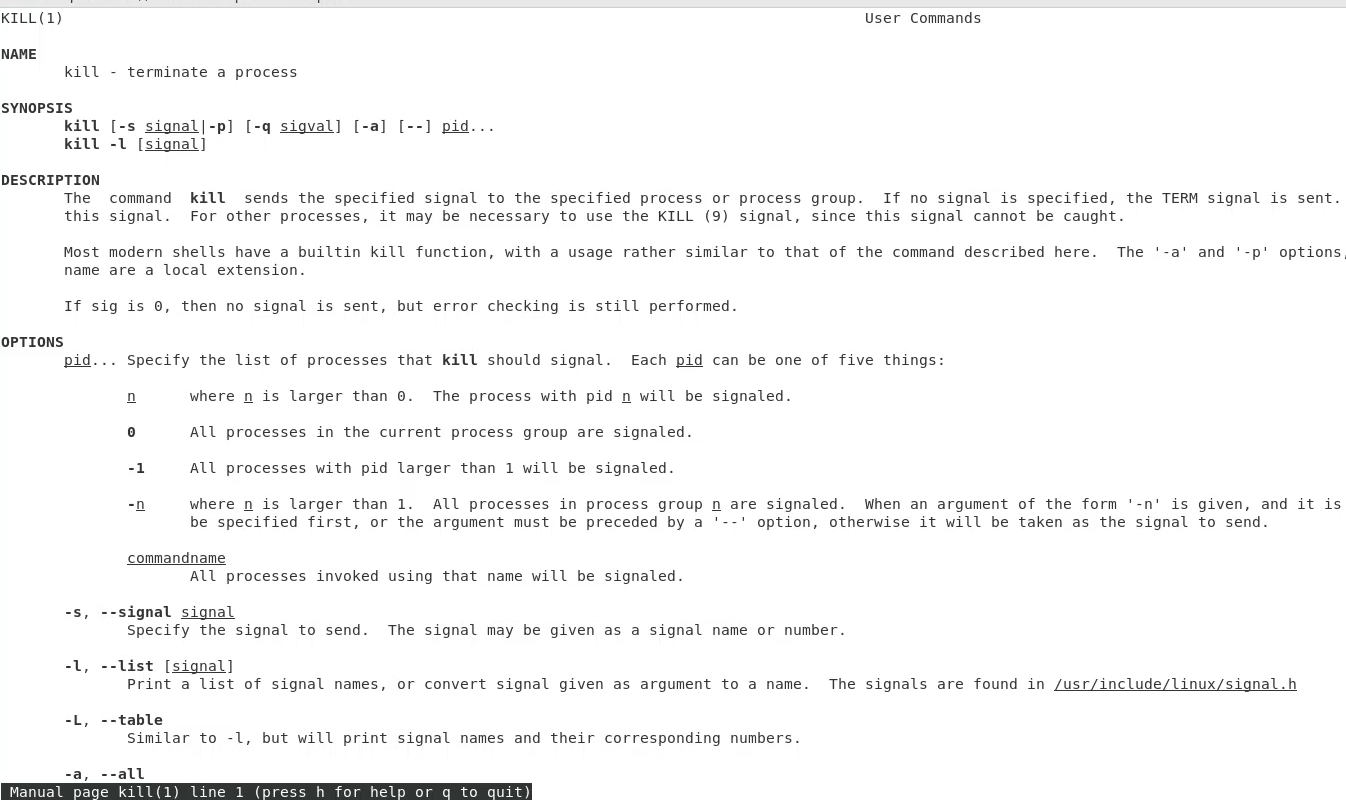 KILL(1) User Commands
NAME
kill - terminate a process
SYNOPSIS
kill [-s signal|-p] [-q sigval] [-a] [--] pid...
kill -l [signal]
DESCRIPTION
The command kill sends the specified signal to the specified process or process group. If no signal is specified, the TERM signal is sent.
this signal. For other processes, it may be necessary to use the KILL (9) signal, since this signal cannot be caught.
Most modern shells have a builtin kill function, with a usage rather similar to that of the command described here. The '-a' and '-p' options,
name are a local extension.
If sig is 0, then no signal is sent, but error checking is still performed.
OPTIONS
pid... Specify the list of processes that kill should signal. Each pid can be one of five things:
n where n is larger than 0. The process with pid n will be signaled.
0 All processes in the current process group are signaled.
-1 All processes with pid larger than 1 will be signaled.
-n where n is larger than 1. All processes in process group n are signaled. When an argument of the form '-n' is given, and it is
be specified first, or the argument must be preceded by a '--' option, otherwise it will be taken as the signal to send.
commandname
All processes invoked using that name will be signaled.
-s, --signal signal
Specify the signal to send. The signal may be given as a signal name or number.
-l, --list [signal]
Print a list of signal names, or convert signal given as argument to a name. The signals are found in /usr/include/linux/signal.h
-L, --table
Similar to -l, but will print signal names and their corresponding numbers.
-a, --all
Manual page kill(1) line 1 (press h for help or q to quit)